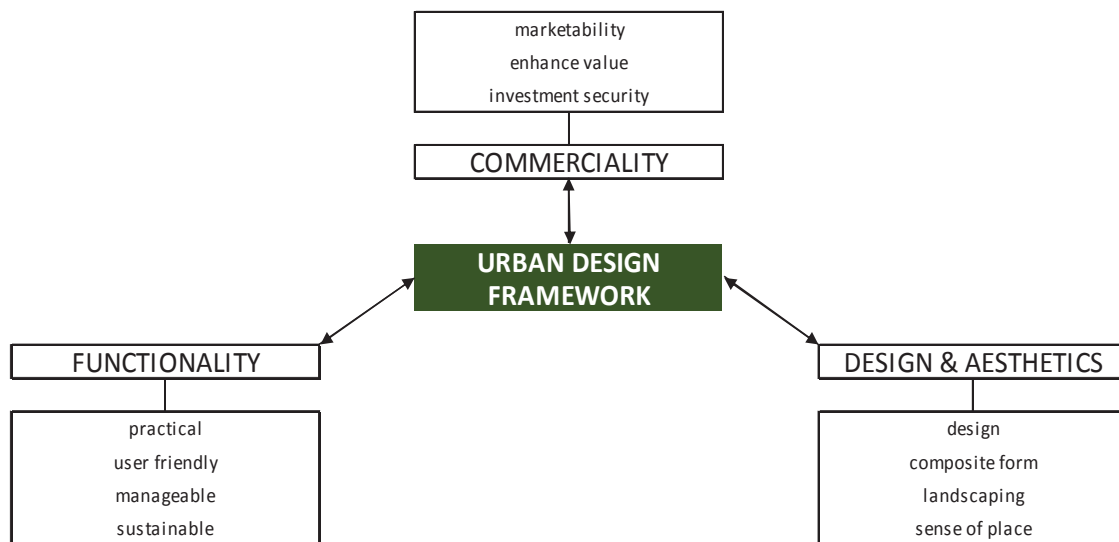 marketability
enhance value
investment security
COMMERCIALITY
URBAN DESIGN
FRAMEWORK
FUNCTIONALITY
practical
user friendly
manageable
sustainable
DESIGN & AESTHETICS
design
composite form
landscaping
sense of place